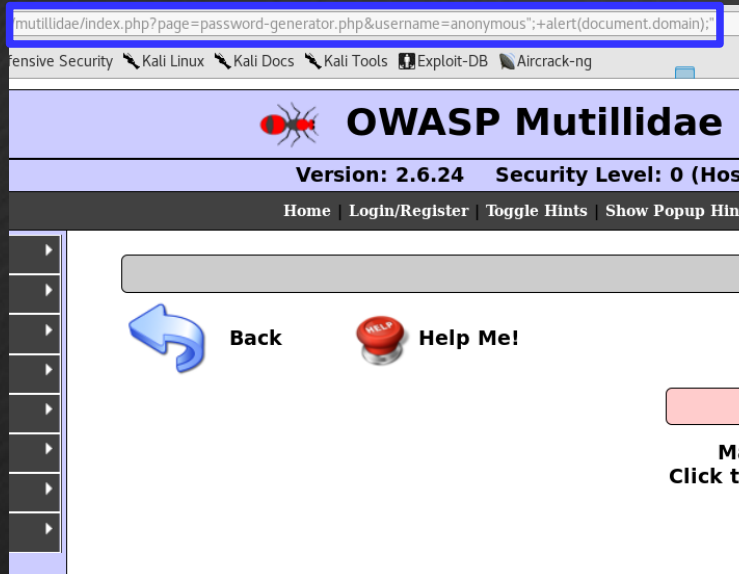 /mutillidae/index.php?page=password-generator.php&username=anonymous";+alert(document.domain);"
fensive Security Kali Linux Kali Docs Kali Tools Exploit-DB Aircrack-ng
OWASP Mutillidae
Version: 2.6.24 Security Level: 0 (Hos
Home | Login/Register | Toggle Hints | Show Popup Hin
Back
HELP
Help Me!
Ma
Click t